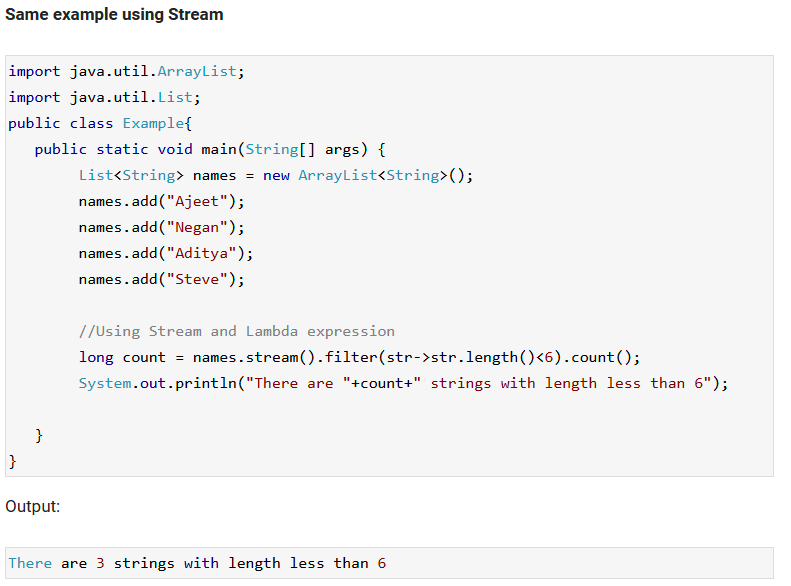 Same example using Stream
import java.util.ArrayList;
import java.util.List;
public class Example{
   public static void main(String[] args) {
        List<String> names = new ArrayList<String>();
        names.add("Ajeet");
        names.add("Negan");
        names.add("Aditya");
        names.add("Steve");
        //Using Stream and Lambda expression
        long count = names.stream().filter(str->str.length()<6).count();
        System.out.println("There are "+count+" strings with length less than 6");
   }
}
Output:
There are 3 strings with length less than 6